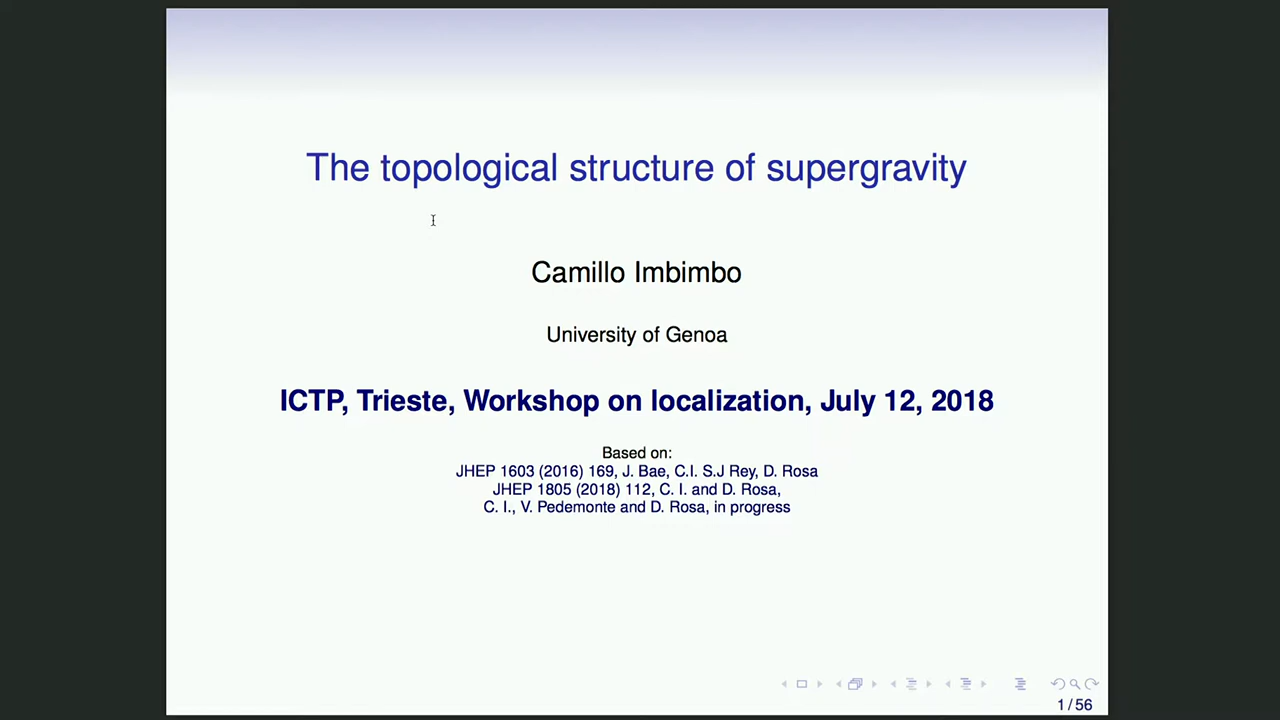 The topological structure of supergravity
Camillo Imbimbo
University of Genoa
ICTP, Trieste, Workshop on localization, July 12, 2018
Based on:
JHEP 1603 (2016) 169, J. Bae, C.I. S.J Rey, D. Rosa
JHEP 1805 (2018) 112, C. I. and D. Rosa,
C. I., V. Pedemonte and D. Rosa, in progress
1 / 56